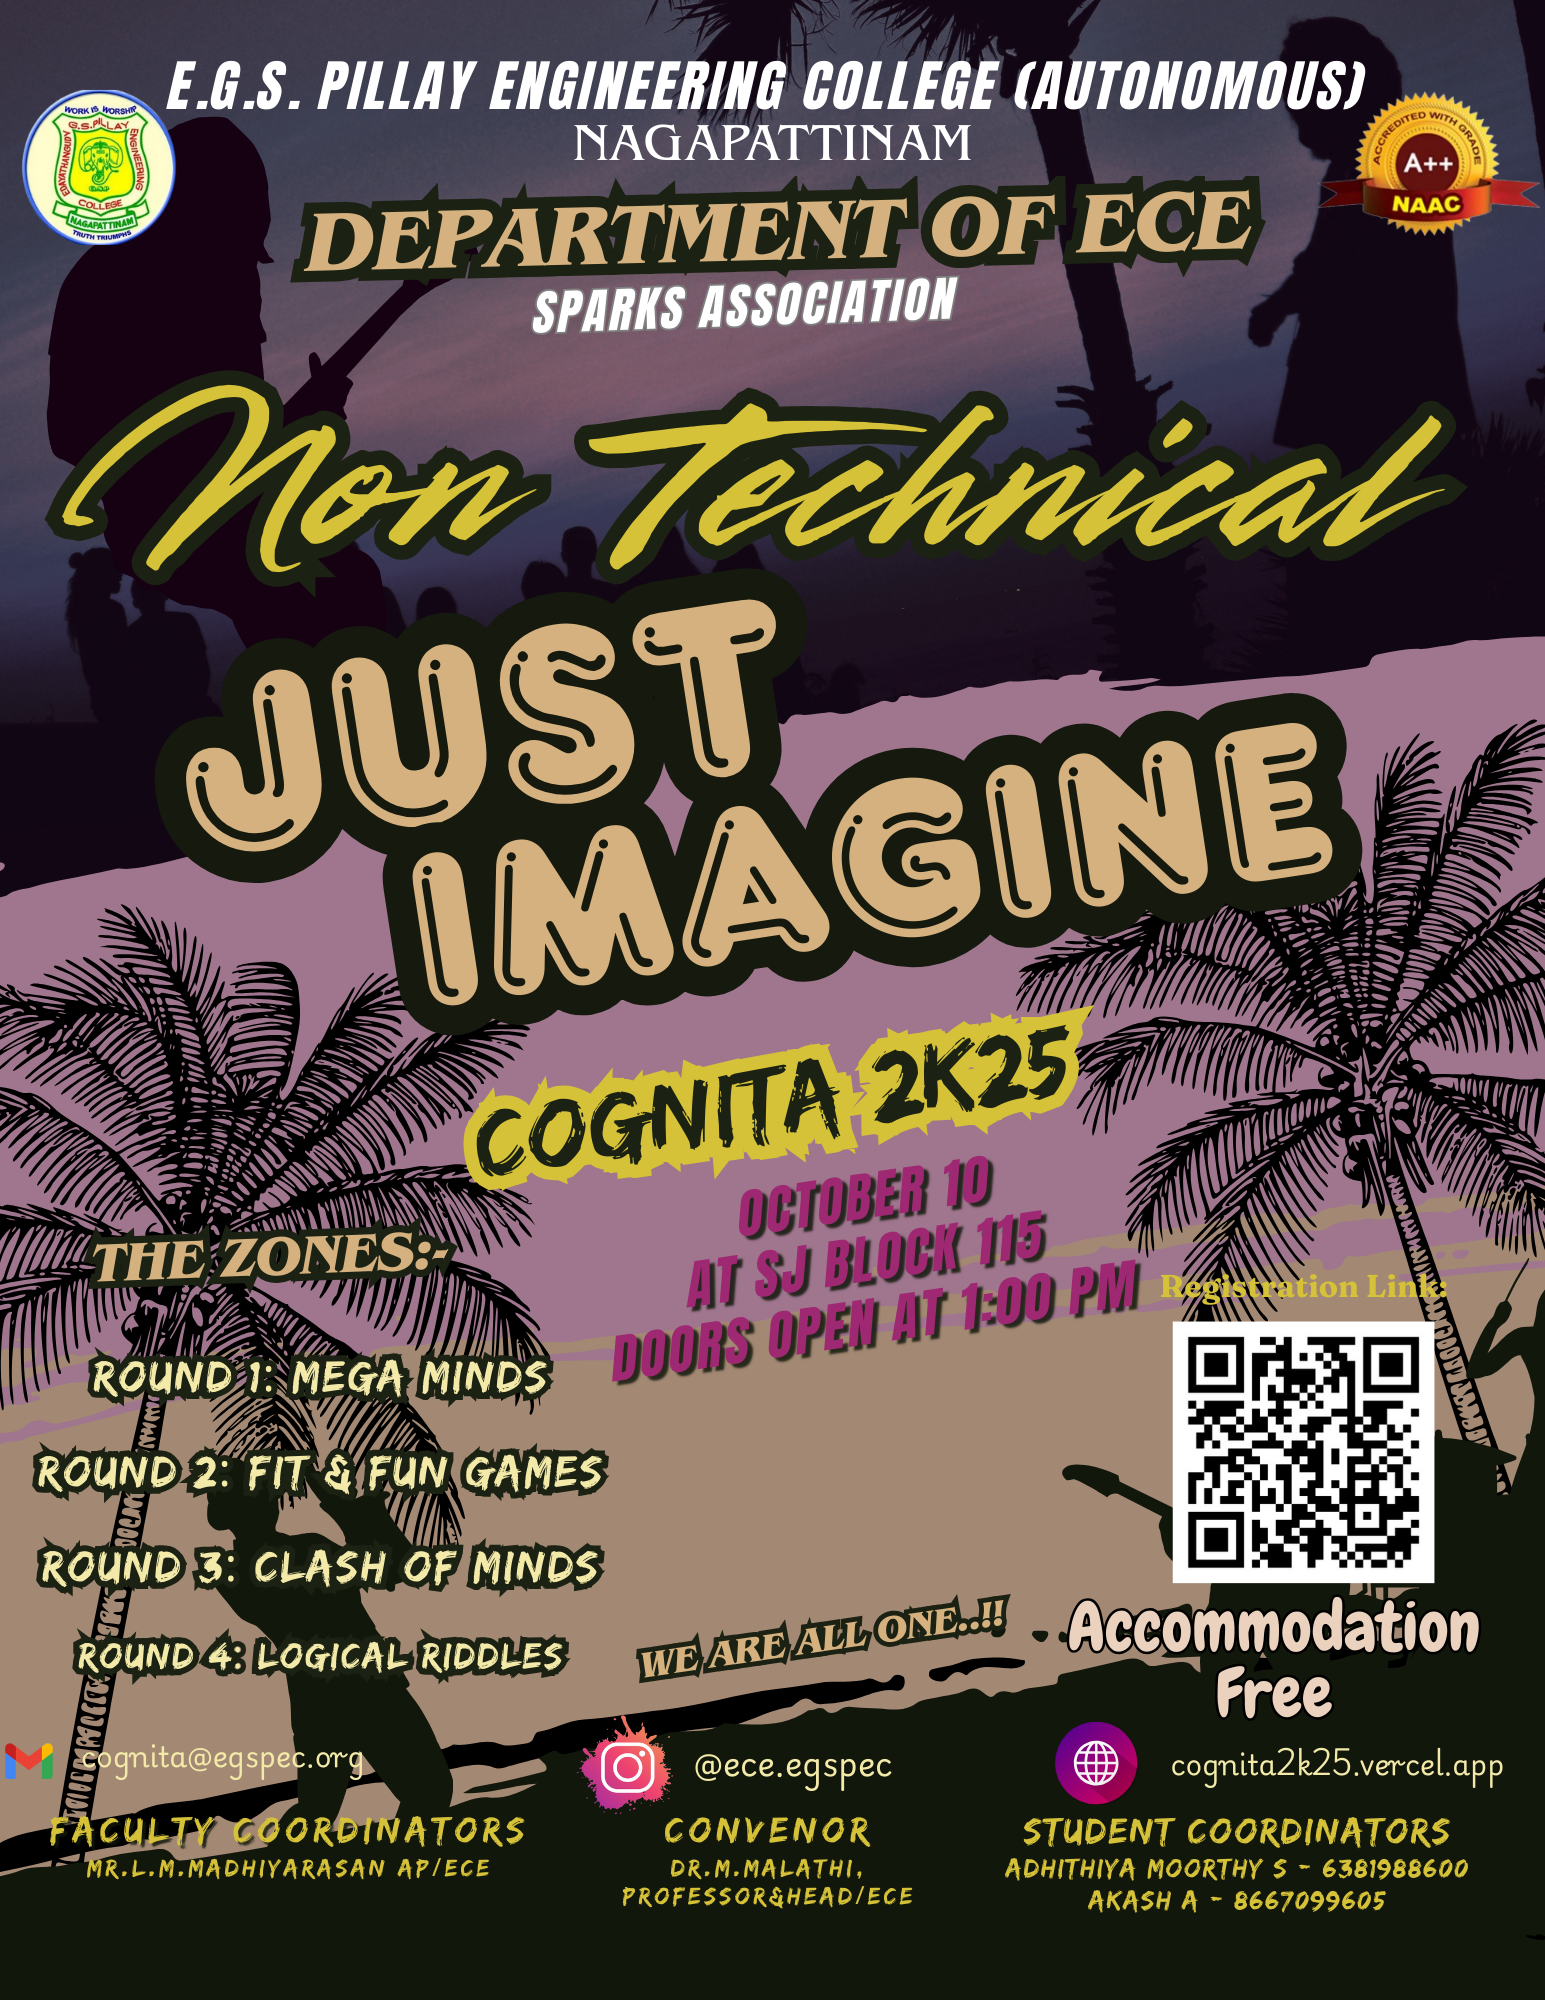 E.G.S. PILLAY ENGINEERING COLLEGE (AUTONOMOUS)
NAGAPATTINAM
WORK IS WORSHIP
E.G.S.PILLAY
ENGINEERING
COLLEGE
E.G.S.P
NAGAPATTINAM
TRUTH TRIUMPHS
ACCREDITED WITH GRADE
A++
NAAC
DEPARTMENT OF ECE
SPARKS ASSOCIATION
Non Technical
JUST
IMAGINE
COGNITA 2K25
OCTOBER 10
AT SJ BLOCK 115
DOORS OPEN AT 1:00 PM
THE ZONES:-
ROUND 1: MEGA MINDS
ROUND 2: FIT & FUN GAMES
ROUND 3: CLASH OF MINDS
ROUND 4: LOGICAL RIDDLES
Registration Link:
WE ARE ALL ONE..!!
Accommodation
Free
cognita@egspec.org
@ece.egspec
cognita2k25.vercel.app
FACULTY COORDINATORS
MR.L.M.MADHIYARASAN AP/ECE
CONVENOR
DR.M.MALATHI,
PROFESSOR&HEAD/ECE
STUDENT COORDINATORS
ADHITHIYA MOORTHY S - 6381988600
AKASH A - 8667099605